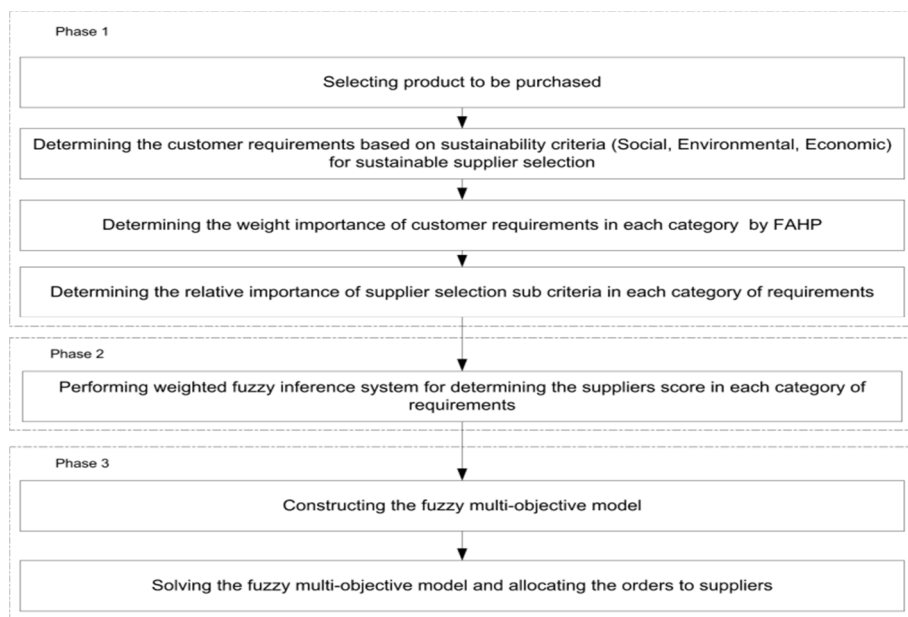 Phase 1
Selecting product to be purchased
Determining the customer requirements based on sustainability criteria (Social, Environmental, Economic)
for sustainable supplier selection
Determining the weight importance of customer requirements in each category by FAHP
Determining the relative importance of supplier selection sub criteria in each category of requirements
Phase 2
Performing weighted fuzzy inference system for determining the suppliers score in each category of
requirements
Phase 3
Constructing the fuzzy multi-objective model
Solving the fuzzy multi-objective model and allocating the orders to suppliers